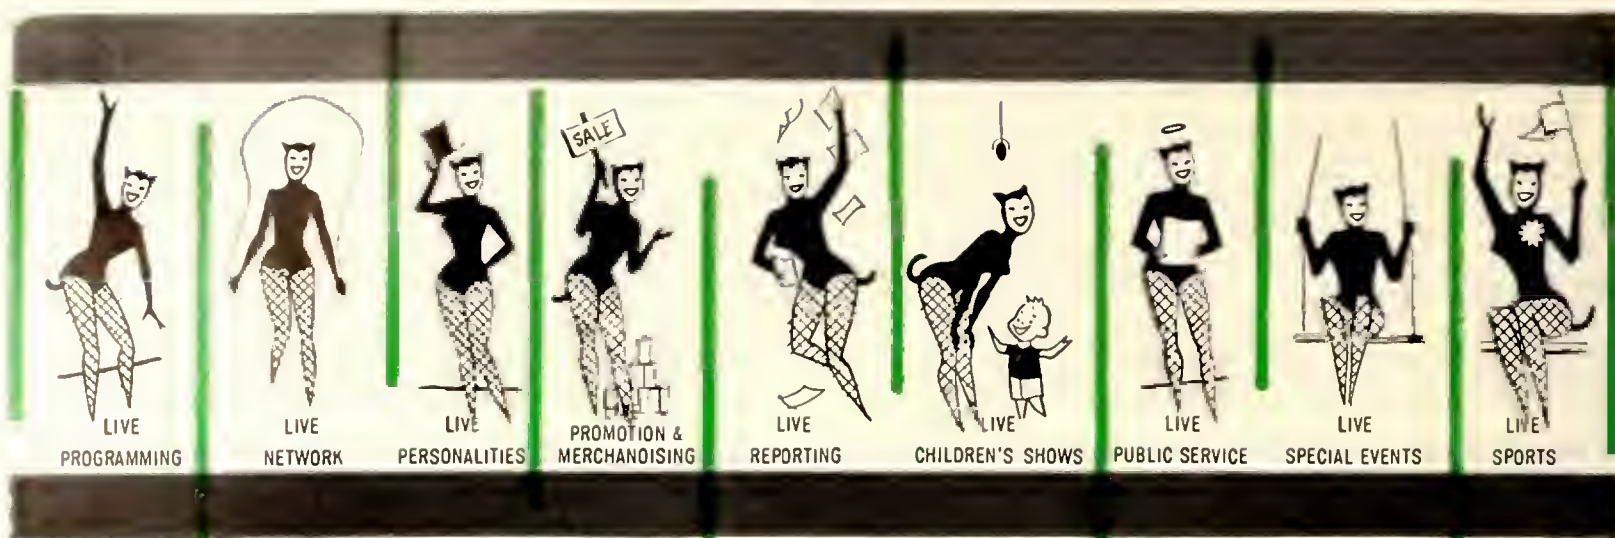 SALE
LIVE
PROGRAMMING
LIVE
NETWORK
LIVE
PERSONALITIES
PROMOTION &
MERCHANDISING
LIVE
REPORTING
LIVE
CHILDREN'S SHOWS
LIVE
PUBLIC SERVICE
LIVE
SPECIAL EVENTS
LIVE
SPORTS